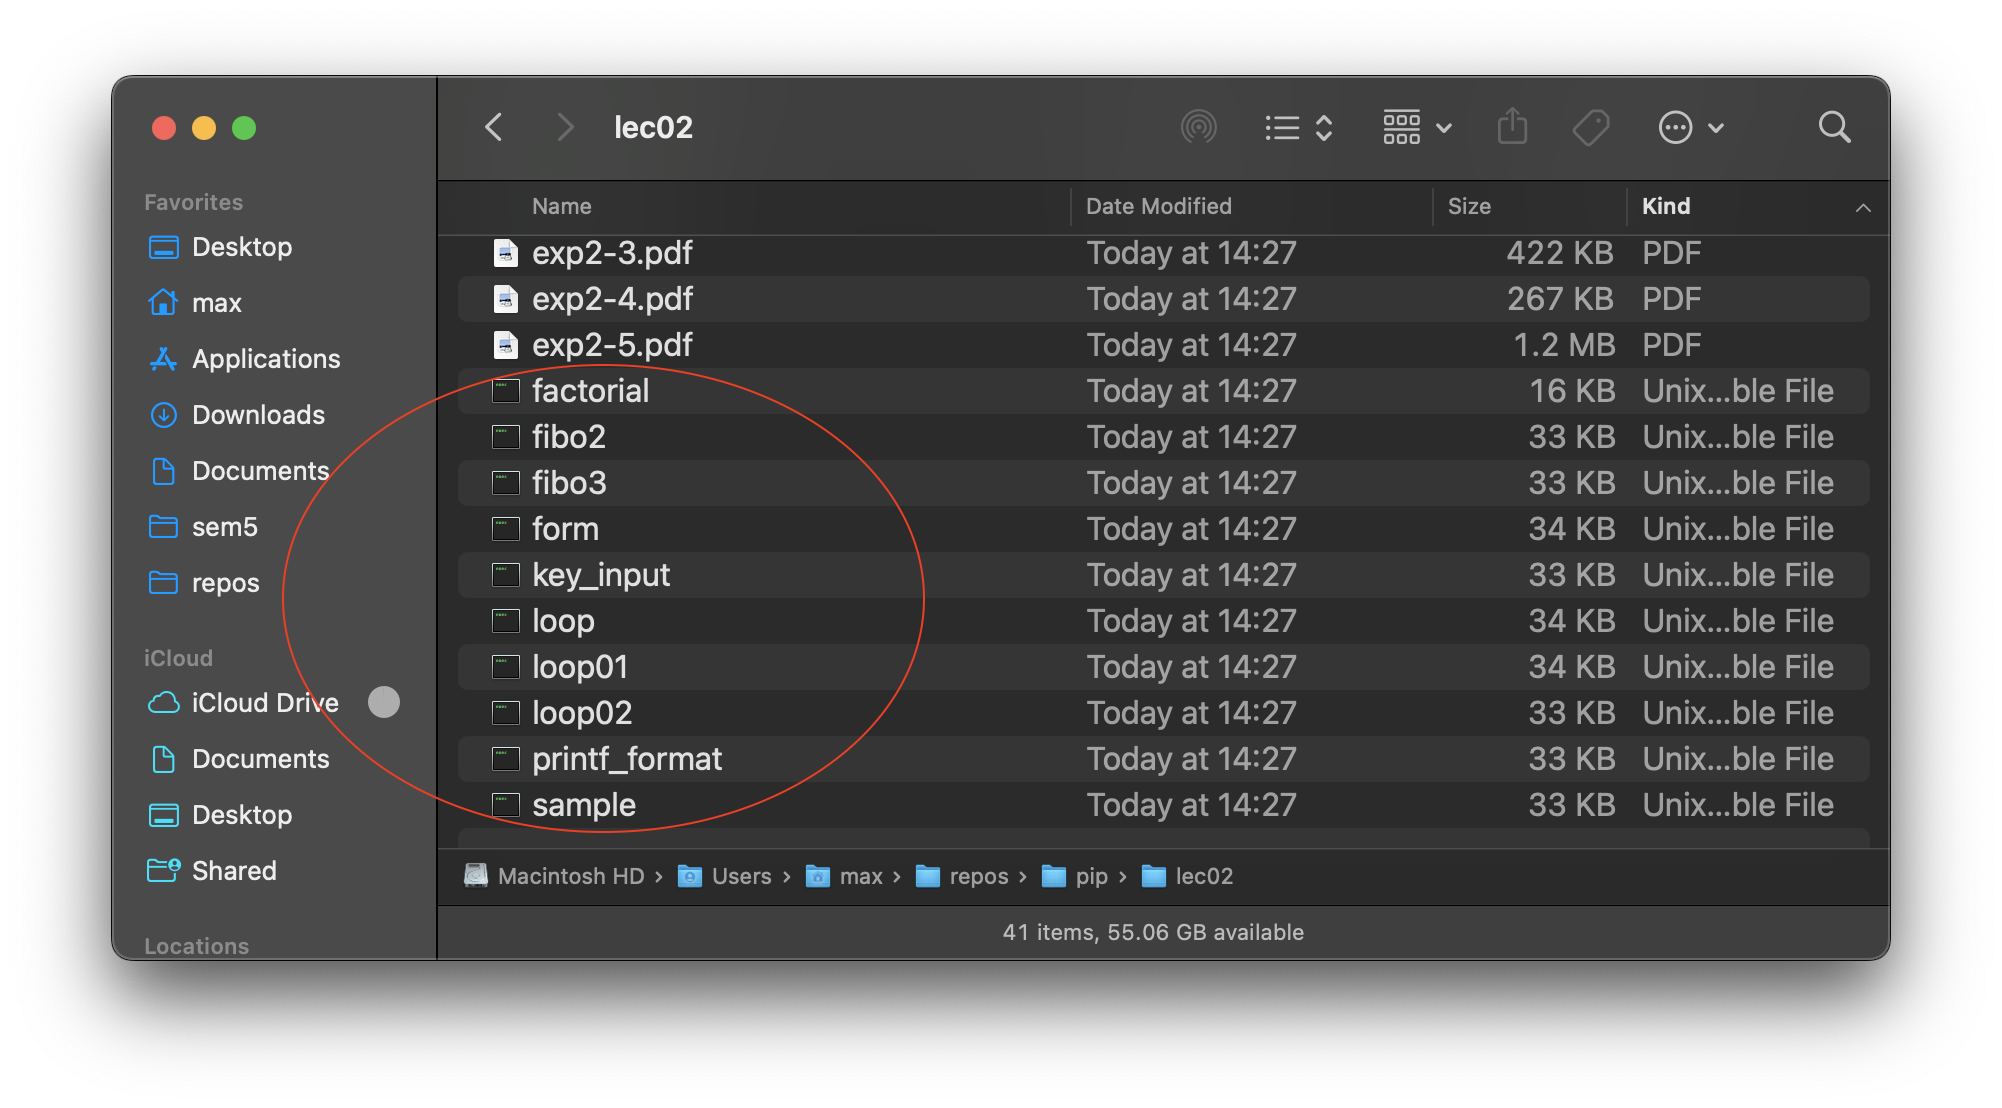 lec02
Favorites
Desktop
max
Applications
Downloads
Documents
sem5
repos
iCloud
iCloud Drive
Documents
Desktop
Shared
Locations
Name Date Modified Size Kind
exp2-3.pdf Today at 14:27 422 KB PDF
exp2-4.pdf Today at 14:27 267 KB PDF
exp2-5.pdf Today at 14:27 1.2 MB PDF
factorial Today at 14:27 16 KB Unix...ble File
fibo2 Today at 14:27 33 KB Unix...ble File
fibo3 Today at 14:27 33 KB Unix...ble File
form Today at 14:27 34 KB Unix...ble File
key_input Today at 14:27 33 KB Unix...ble File
loop Today at 14:27 34 KB Unix...ble File
loop01 Today at 14:27 34 KB Unix...ble File
loop02 Today at 14:27 33 KB Unix...ble File
printf_format Today at 14:27 33 KB Unix...ble File
sample Today at 14:27 33 KB Unix...ble File
Macintosh HD › Users › max › repos › pip › lec02
41 items, 55.06 GB available